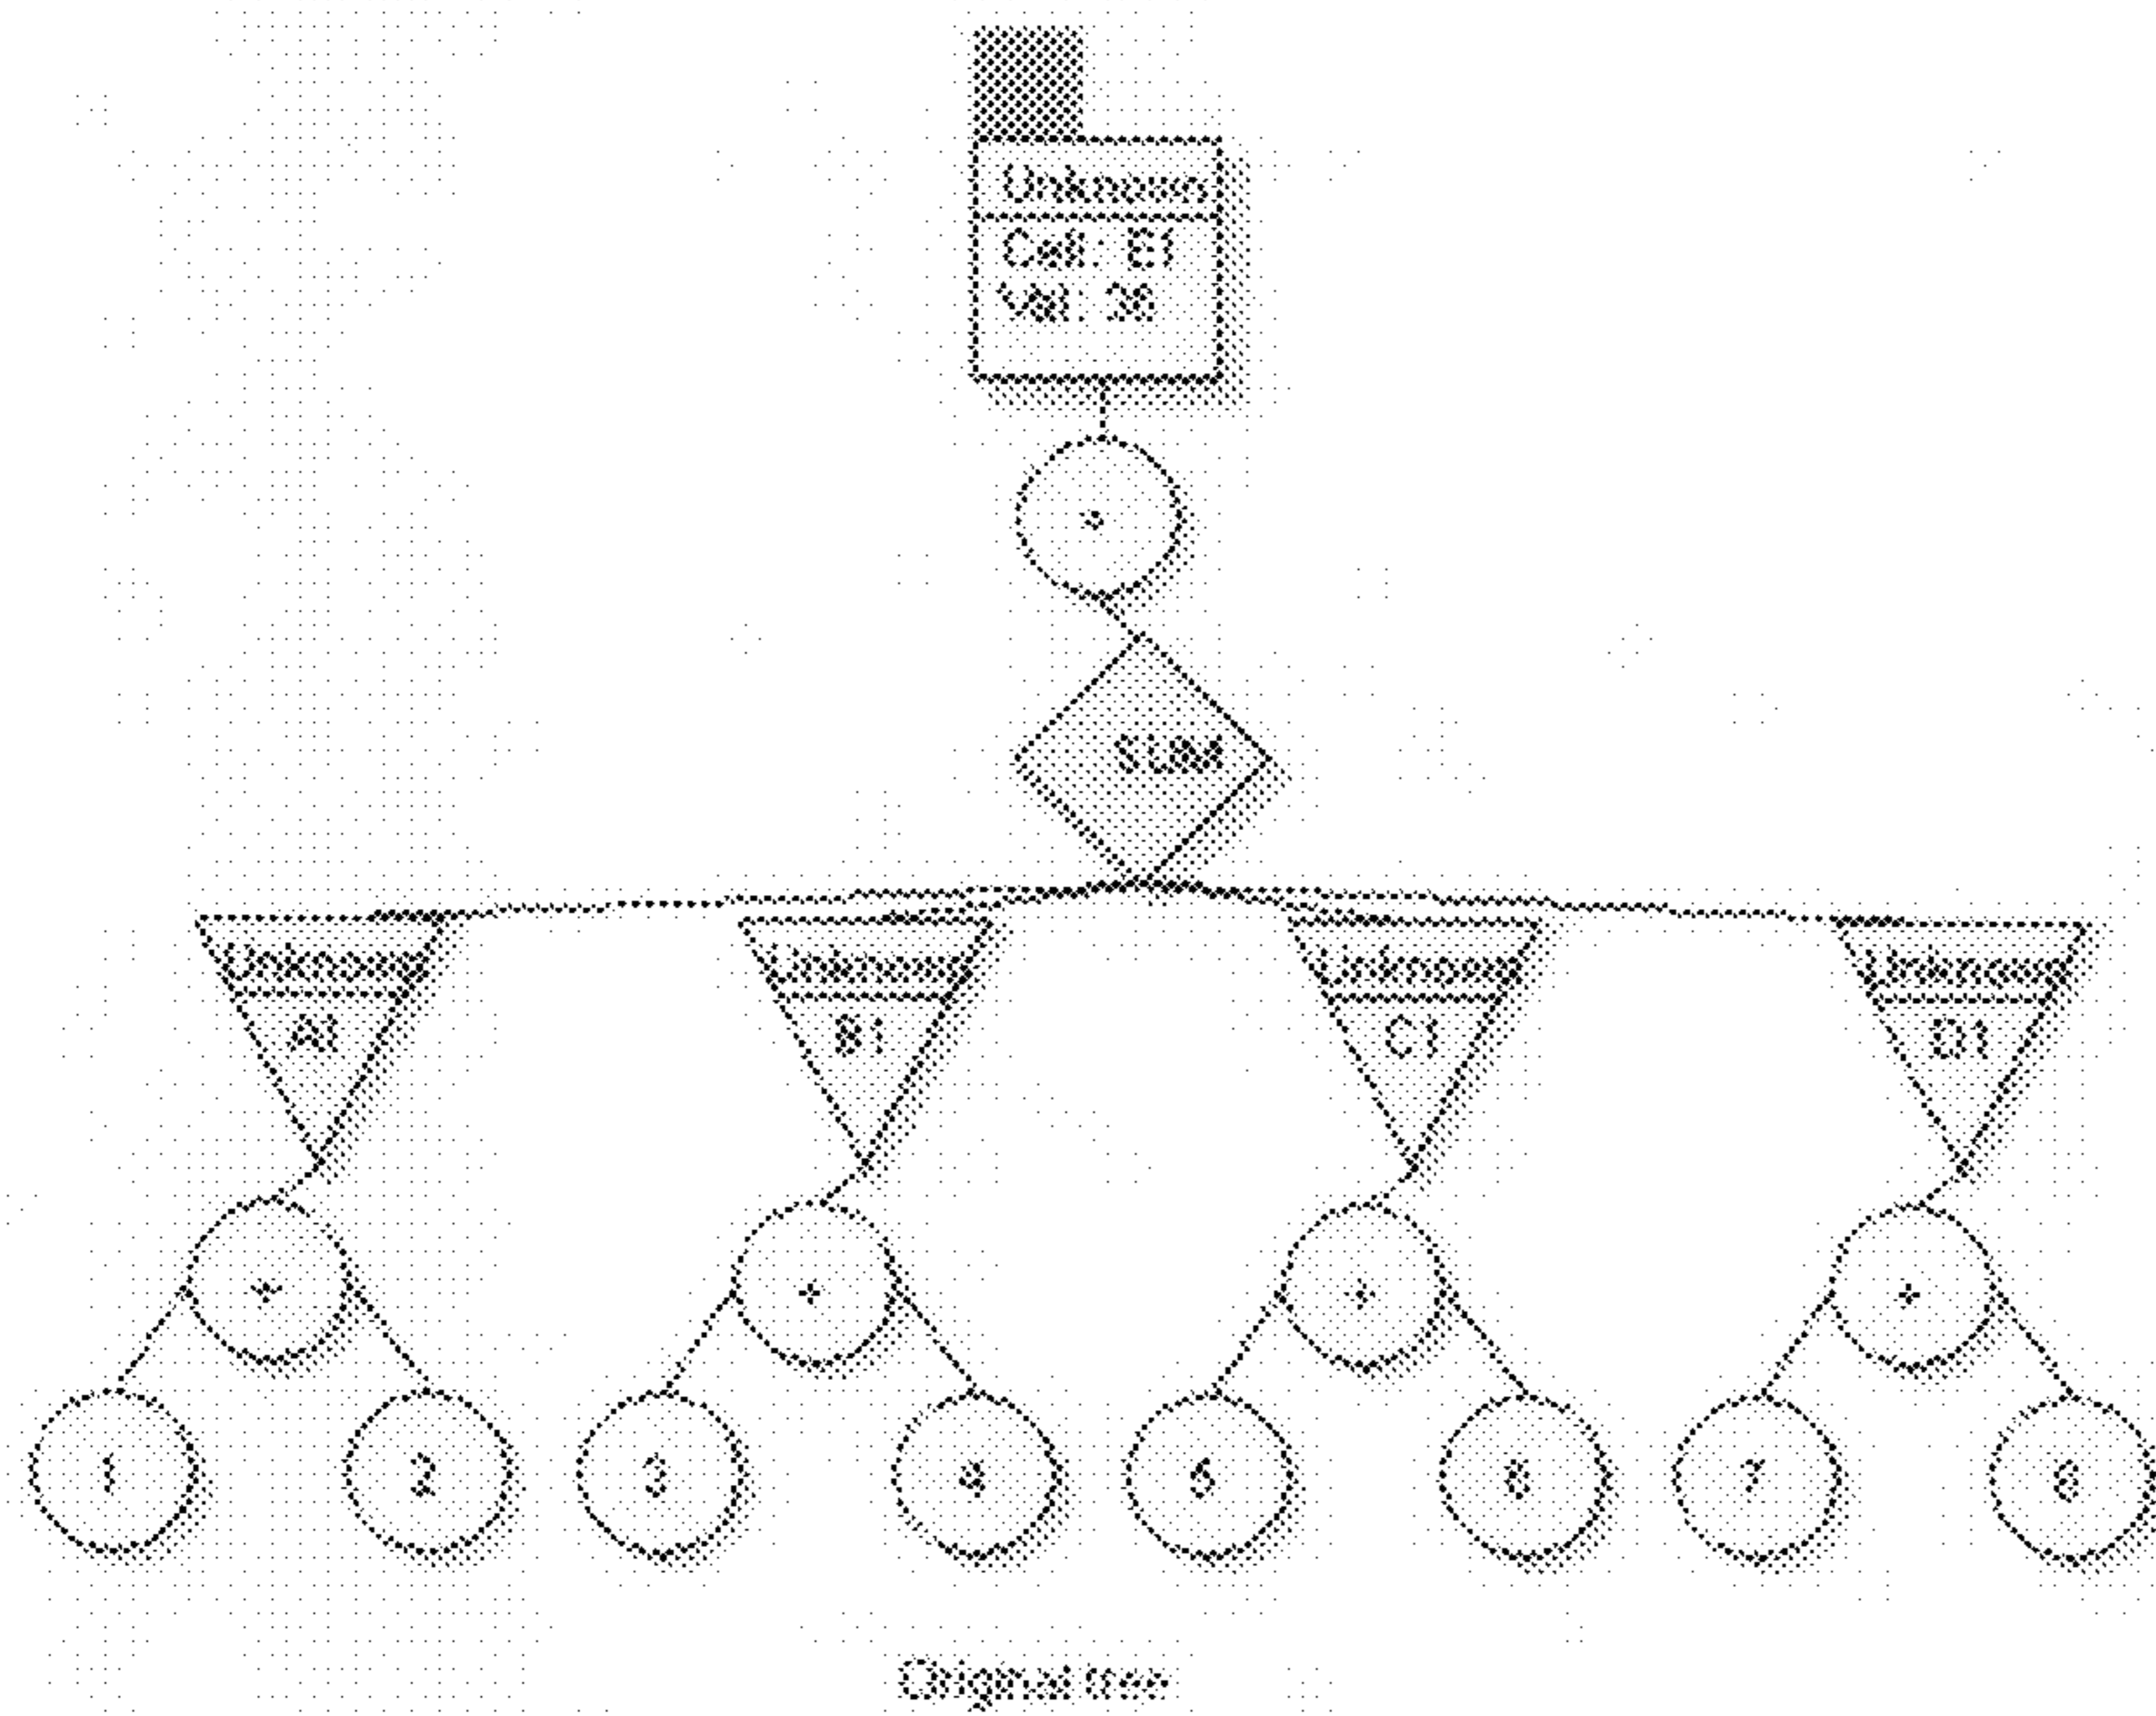 Unknown
Cell: E1
Val: 36
+
SUM
Unknown Unknown Unknown Unknown
A1 B1 C1 D1
+ + + +
1 2 3 4 5 6 7 8
Original tree